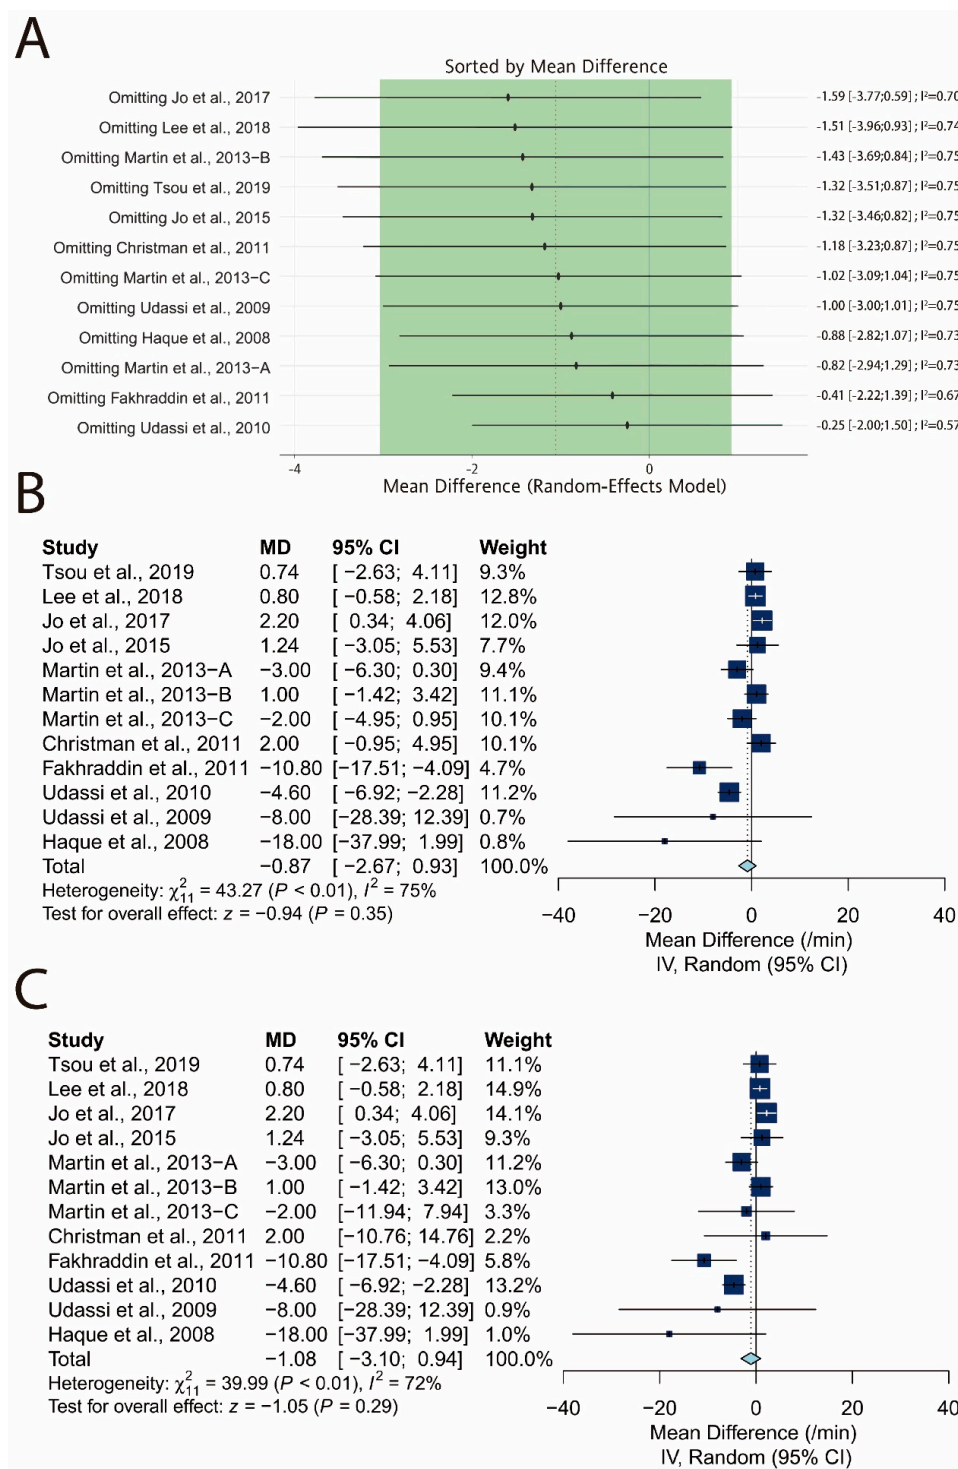 A
Sorted by Mean Difference
Omitting Jo et al., 2017 -1.59 [-3.77;0.59] ; I²=0.70
Omitting Lee et al., 2018 -1.51 [-3.96;0.93] ; I²=0.74
Omitting Martin et al., 2013-B -1.43 [-3.69;0.84] ; I²=0.75
Omitting Tsou et al., 2019 -1.32 [-3.51;0.87] ; I²=0.75
Omitting Jo et al., 2015 -1.32 [-3.46;0.82] ; I²=0.75
Omitting Christman et al., 2011 -1.18 [-3.23;0.87] ; I²=0.75
Omitting Martin et al., 2013-C -1.02 [-3.09;1.04] ; I²=0.75
Omitting Udassi et al., 2009 -1.00 [-3.00;1.01] ; I²=0.75
Omitting Haque et al., 2008 -0.88 [-2.82;1.07] ; I²=0.73
Omitting Martin et al., 2013-A -0.82 [-2.94;1.29] ; I²=0.73
Omitting Fakhraddin et al., 2011 -0.41 [-2.22;1.39] ; I²=0.67
Omitting Udassi et al., 2010 -0.25 [-2.00;1.50] ; I²=0.57
-4 -2 0
Mean Difference (Random-Effects Model)
B
Study MD 95% CI Weight
Tsou et al., 2019 0.74 [ −2.63; 4.11] 9.3%
Lee et al., 2018 0.80 [ −0.58; 2.18] 12.8%
Jo et al., 2017 2.20 [ 0.34; 4.06] 12.0%
Jo et al., 2015 1.24 [ −3.05; 5.53] 7.7%
Martin et al., 2013−A −3.00 [ −6.30; 0.30] 9.4%
Martin et al., 2013−B 1.00 [ −1.42; 3.42] 11.1%
Martin et al., 2013−C −2.00 [ −4.95; 0.95] 10.1%
Christman et al., 2011 2.00 [ −0.95; 4.95] 10.1%
Fakhraddin et al., 2011 −10.80 [−17.51; −4.09] 4.7%
Udassi et al., 2010 −4.60 [ −6.92; −2.28] 11.2%
Udassi et al., 2009 −8.00 [−28.39; 12.39] 0.7%
Haque et al., 2008 −18.00 [−37.99; 1.99] 0.8%
Total −0.87 [ −2.67; 0.93] 100.0%
Heterogeneity: χ²₁₁ = 43.27 (P < 0.01), I² = 75%
Test for overall effect: z = −0.94 (P = 0.35)
−40 −20 0 20 40
Mean Difference (/min)
IV, Random (95% CI)
C
Study MD 95% CI Weight
Tsou et al., 2019 0.74 [ −2.63; 4.11] 11.1%
Lee et al., 2018 0.80 [ −0.58; 2.18] 14.9%
Jo et al., 2017 2.20 [ 0.34; 4.06] 14.1%
Jo et al., 2015 1.24 [ −3.05; 5.53] 9.3%
Martin et al., 2013−A −3.00 [ −6.30; 0.30] 11.2%
Martin et al., 2013−B 1.00 [ −1.42; 3.42] 13.0%
Martin et al., 2013−C −2.00 [−11.94; 7.94] 3.3%
Christman et al., 2011 2.00 [−10.76; 14.76] 2.2%
Fakhraddin et al., 2011 −10.80 [−17.51; −4.09] 5.8%
Udassi et al., 2010 −4.60 [ −6.92; −2.28] 13.2%
Udassi et al., 2009 −8.00 [−28.39; 12.39] 0.9%
Haque et al., 2008 −18.00 [−37.99; 1.99] 1.0%
Total −1.08 [ −3.10; 0.94] 100.0%
Heterogeneity: χ²₁₁ = 39.99 (P < 0.01), I² = 72%
Test for overall effect: z = −1.05 (P = 0.29)
−40 −20 0 20 40
Mean Difference (/min)
IV, Random (95% CI)